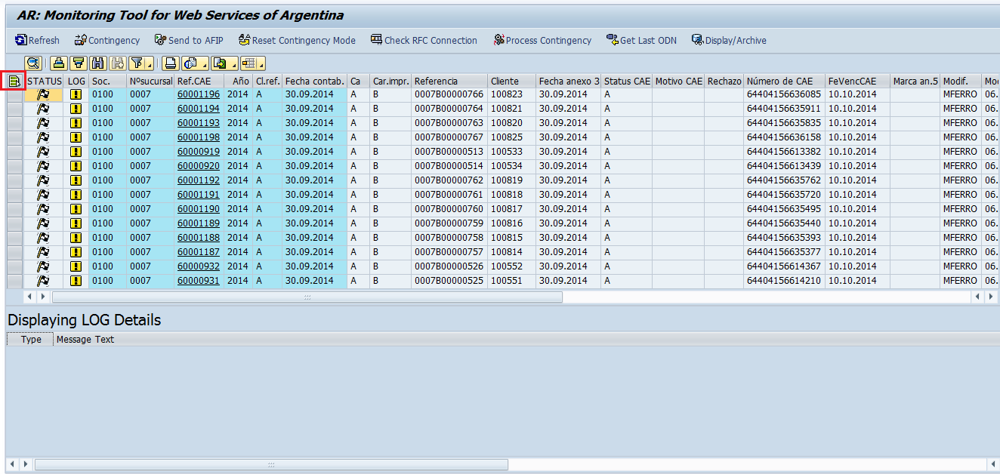 AR: Monitoring Tool for Web Services of Argentina
Refresh Contingency Send to AFIP Reset Contingency Mode Check RFC Connection Process Contingency Get Last ODN Display/Archive
STATUS LOG Soc. Nºsucursal Ref.CAE Año Cl.ref. Fecha contab. Ca Car.impr. Referencia Cliente Fecha anexo 3 Status CAE Motivo CAE Rechazo Número de CAE FeVencCAE Marca an.5 Modif. Mo
0100 0007 60001196 2014 A 30.09.2014 A B 0007B00000766 100823 30.09.2014 A 64404156636085 10.10.2014 MFERRO 06.
0100 0007 60001194 2014 A 30.09.2014 A B 0007B00000764 100821 30.09.2014 A 64404156635911 10.10.2014 MFERRO 06.
0100 0007 60001193 2014 A 30.09.2014 A B 0007B00000763 100820 30.09.2014 A 64404156635835 10.10.2014 MFERRO 06.
0100 0007 60001198 2014 A 30.09.2014 A B 0007B00000767 100825 30.09.2014 A 64404156636158 10.10.2014 MFERRO 06.
0100 0007 60000919 2014 A 30.09.2014 A B 0007B00000513 100533 30.09.2014 A 64404156613382 10.10.2014 MFERRO 06.
0100 0007 60000920 2014 A 30.09.2014 A B 0007B00000514 100534 30.09.2014 A 64404156613439 10.10.2014 MFERRO 06.
0100 0007 60001192 2014 A 30.09.2014 A B 0007B00000762 100819 30.09.2014 A 64404156635762 10.10.2014 MFERRO 06.
0100 0007 60001191 2014 A 30.09.2014 A B 0007B00000761 100818 30.09.2014 A 64404156635720 10.10.2014 MFERRO 06.
0100 0007 60001190 2014 A 30.09.2014 A B 0007B00000760 100817 30.09.2014 A 64404156635495 10.10.2014 MFERRO 06.
0100 0007 60001189 2014 A 30.09.2014 A B 0007B00000759 100816 30.09.2014 A 64404156635440 10.10.2014 MFERRO 06.
0100 0007 60001188 2014 A 30.09.2014 A B 0007B00000758 100815 30.09.2014 A 64404156635393 10.10.2014 MFERRO 06.
0100 0007 60001187 2014 A 30.09.2014 A B 0007B00000757 100814 30.09.2014 A 64404156635377 10.10.2014 MFERRO 06.
0100 0007 60000932 2014 A 30.09.2014 A B 0007B00000526 100552 30.09.2014 A 64404156614367 10.10.2014 MFERRO 06.
0100 0007 60000931 2014 A 30.09.2014 A B 0007B00000525 100551 30.09.2014 A 64404156614210 10.10.2014 MFERRO 06.
Displaying LOG Details
Type Message Text